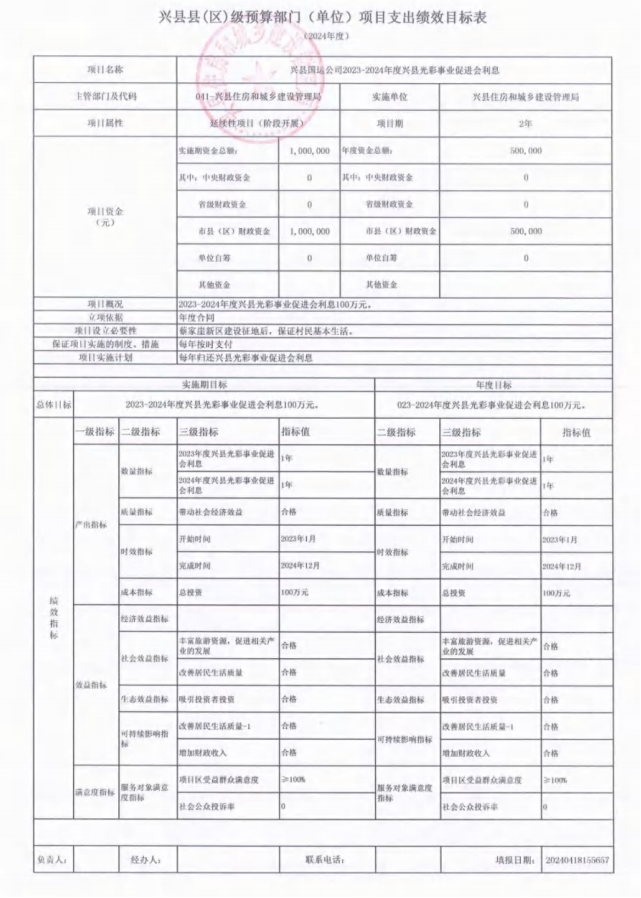 兴县县(区)级预算部门（单位）项目支出绩效目标表
（2024年度）
项目名称 兴县国运公司2023-2024年度兴县光彩事业促进会利息
主管部门及代码 041-兴县住房和城乡建设管理局 实施单位 兴县住房和城乡建设管理局
项目属性 延续性项目（阶段开展） 项目期 2年
项目资金（元）
实施期资金总额： 1,000,000 年度资金总额： 500,000
其中：中央财政资金 0 其中：中央财政资金 0
省级财政资金 0 省级财政资金 0
市县（区）财政资金 1,000,000 市县（区）财政资金 500,000
单位自筹 0 单位自筹 0
其他资金 其他资金
项目概况 2023-2024年度兴县光彩事业促进会利息100万元。
立项依据 年度合同
项目设立必要性 蔡家崖新区建设征地后，保证村民基本生活。
保证项目实施的制度、措施 每年按时支付
项目实施计划 每年归还兴县光彩事业促进会利息
实施期目标 年度目标
总体目标 2023-2024年度兴县光彩事业促进会利息100万元。 023-2024年度兴县光彩事业促进会利息100万元。
绩效指标
一级指标 二级指标 三级指标 指标值 二级指标 三级指标 指标值
产出指标
数量指标 2023年度兴县光彩事业促进会利息 1年 数量指标 2023年度兴县光彩事业促进会利息 1年
2024年度兴县光彩事业促进会利息 1年 2024年度兴县光彩事业促进会利息 1年
质量指标 带动社会经济效益 合格 质量指标 带动社会经济效益 合格
时效指标 开始时间 2023年1月 时效指标 开始时间 2023年1月
完成时间 2024年12月 完成时间 2024年12月
成本指标 总投资 100万元 成本指标 总投资 100万元
效益指标
经济效益指标 经济效益指标
社会效益指标 丰富旅游资源，促进相关产业的发展 合格 社会效益指标 丰富旅游资源，促进相关产业的发展 合格
改善居民生活质量 合格 改善居民生活质量 合格
生态效益指标 吸引投资者投资 合格 生态效益指标 吸引投资者投资 合格
可持续影响指标 改善居民生活质量-1 合格 可持续影响指标 改善居民生活质量-1 合格
增加财政收入 合格 增加财政收入 合格
满意度指标 服务对象满意度指标 项目区受益群众满意度 ≥100% 服务对象满意度指标 项目区受益群众满意度 ≥100%
社会公众投诉率 0 社会公众投诉率 0
负责人： 经办人： 联系电话： 填报日期： 20240418155657